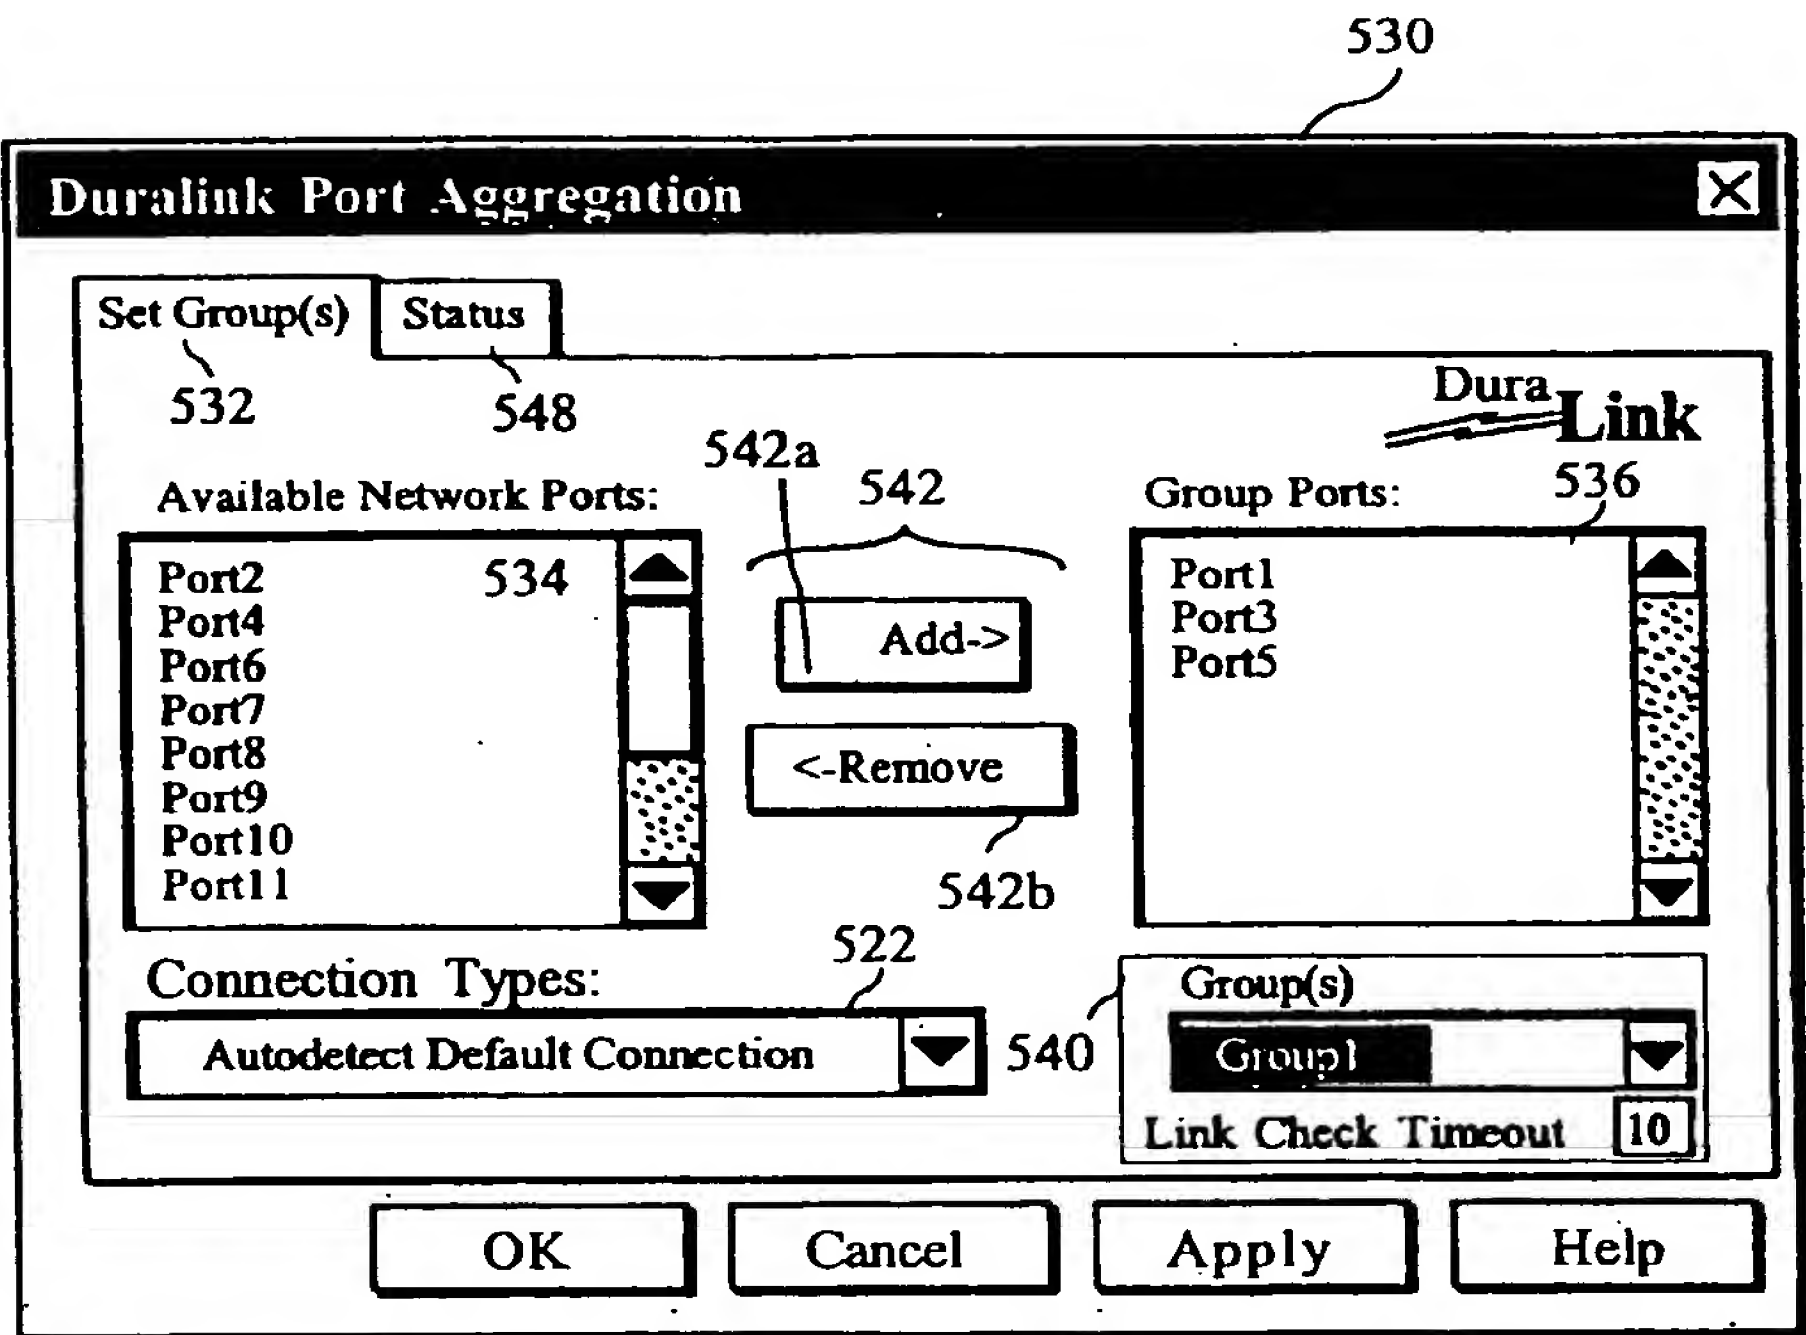 530
Duralink Port Aggregation
Set Group(s)
Status
532
548
Dura
Link
542a
542
536
Available Network Ports:
Group Ports:
534
Port2
Port4
Port6
Port7
Port8
Port9
Port10
Port11
Add->
<-Remove
542b
Port1
Port3
Port5
522
Connection Types:
Autodetect Default Connection
540
Group(s)
Group1
Link Check Timeout 10
OK
Cancel
Apply
Help